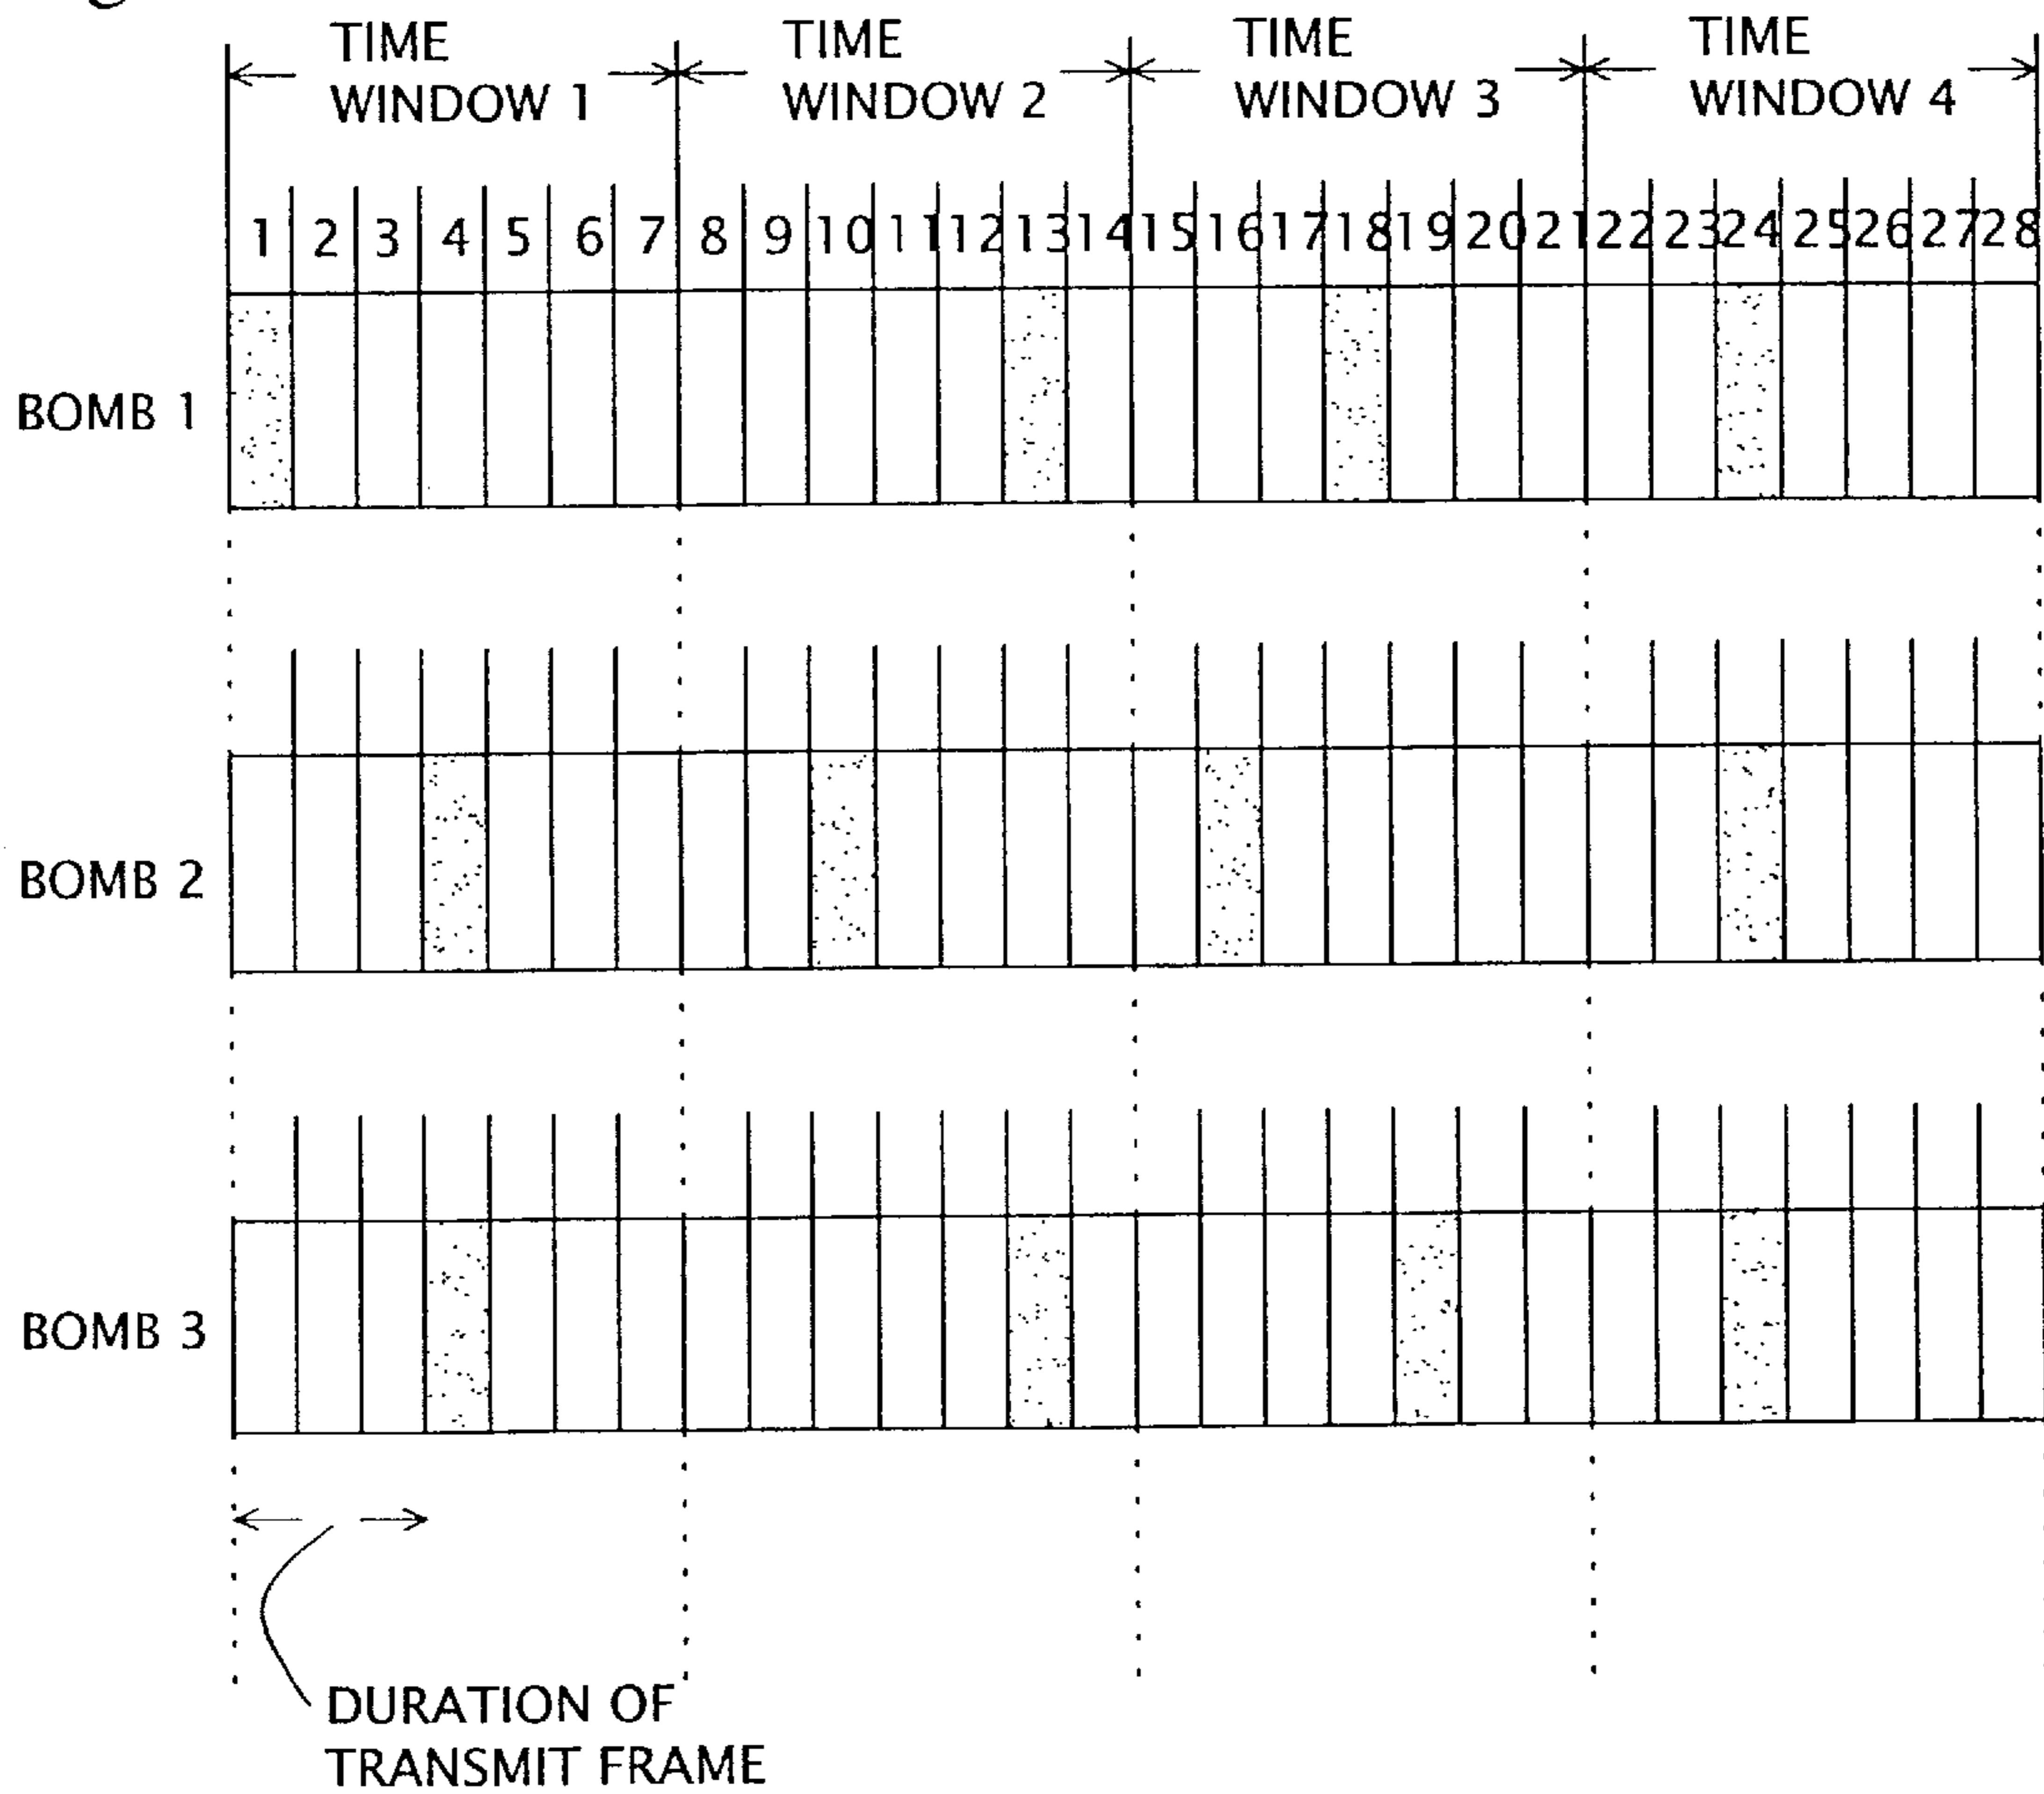 TIME
WINDOW 1
TIME
WINDOW 2
TIME
WINDOW 3
TIME
WINDOW 4
1 2 3 4 5 6 7 8 9 10 11 12 13 14 15 16 17 18 19 20 21 22 23 24 25 26 27 28
BOMB 1
BOMB 2
BOMB 3
DURATION OF
TRANSMIT FRAME